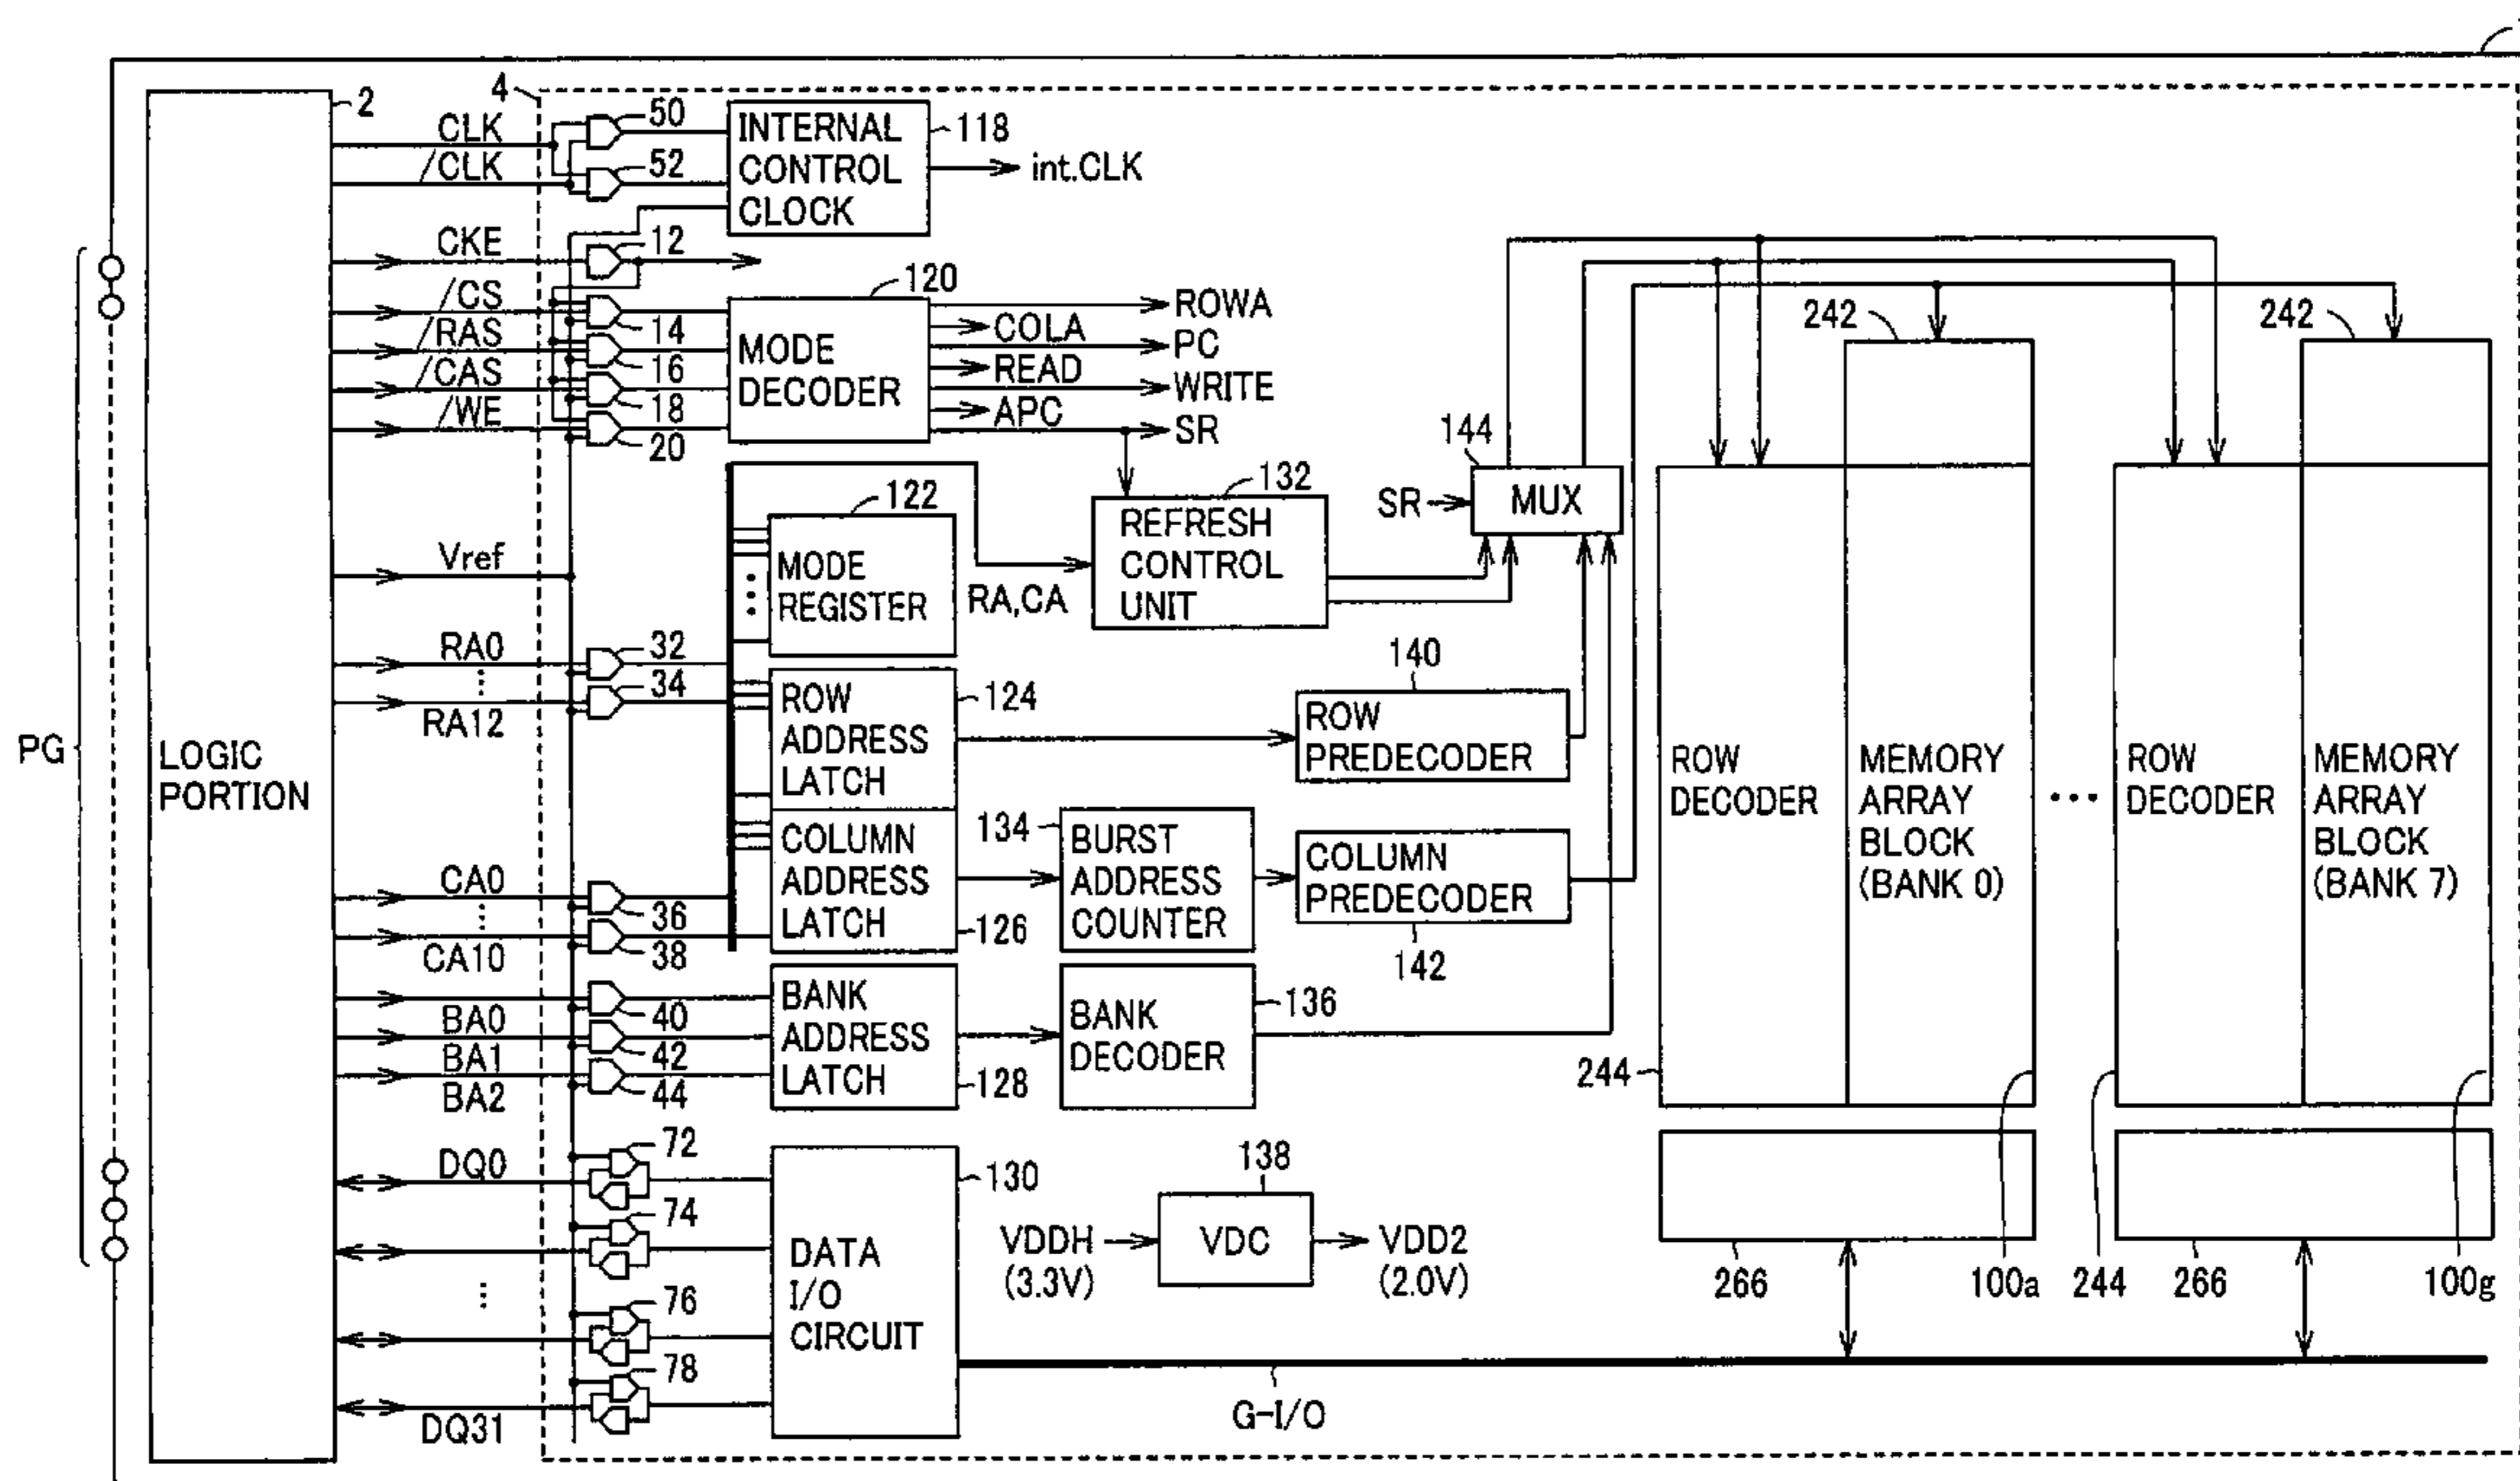 2
4
CLK
/CLK
50
52
INTERNAL
CONTROL
CLOCK
118
int.CLK
CKE
12
/CS
/RAS
/CAS
/WE
14
16
18
20
MODE
DECODER
120
ROWA
COLA
PC
READ
WRITE
APC
SR
Vref
122
MODE
REGISTER
RA,CA
132
REFRESH
CONTROL
UNIT
SR
144
MUX
242
242
PG
LOGIC
PORTION
RA0
⋮
RA12
32
34
ROW
ADDRESS
LATCH
124
140
ROW
PREDECODER
CA0
⋮
CA10
36
38
COLUMN
ADDRESS
LATCH
126
134
BURST
ADDRESS
COUNTER
COLUMN
PREDECODER
142
BA0
BA1
BA2
40
42
44
BANK
ADDRESS
LATCH
128
BANK
DECODER
136
ROW
DECODER
MEMORY
ARRAY
BLOCK
(BANK 0)
...
ROW
DECODER
MEMORY
ARRAY
BLOCK
(BANK 7)
244
DQ0
⋮
DQ31
72
74
76
78
DATA
I/O
CIRCUIT
130
VDDH
(3.3V)
138
VDC
VDD2
(2.0V)
266
100a
244
266
100g
G-I/O